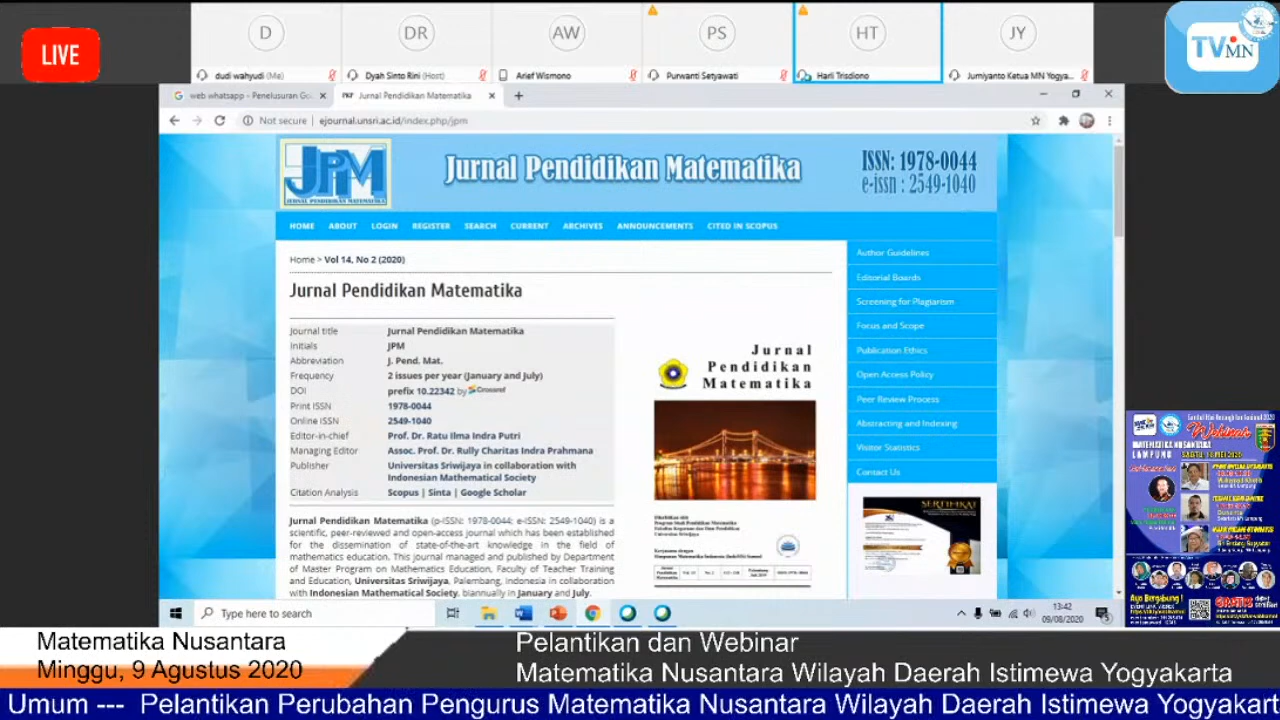 LIVE
D
DR
AW
PS
HT
JY
dudi wahyudi (Me)
Dyah Sinto Rini (Host)
Arief Wismono
Purwanti Setyawati
Harli Trisdiono
Jumiyanto Ketua MN Yogya...
TVMN
web whatsapp - Penelusuran Go
Jurnal Pendidikan Matematika
Not secure | ejournal.unsri.ac.id/index.php/jpm
JPM
JURNAL PENDIDIKAN MATEMATIKA
Jurnal Pendidikan Matematika
ISSN: 1978-0044
e-issn : 2549-1040
HOME ABOUT LOGIN REGISTER SEARCH CURRENT ARCHIVES ANNOUNCEMENTS CITED IN SCOPUS
Home > Vol 14, No 2 (2020)
Jurnal Pendidikan Matematika
Journal title Jurnal Pendidikan Matematika
Initials JPM
Abbreviation J. Pend. Mat.
Frequency 2 issues per year (January and July)
DOI prefix 10.22342 by Crossref
Print ISSN 1978-0044
Online ISSN 2549-1040
Editor-in-chief Prof. Dr. Ratu Ilma Indra Putri
Managing Editor Assoc. Prof. Dr. Rully Charitas Indra Prahmana
Publisher Universitas Sriwijaya in collaboration with
Indonesian Mathematical Society
Citation Analysis Scopus | Sinta | Google Scholar
Jurnal Pendidikan Matematika (p-ISSN: 1978-0044; e-ISSN: 2549-1040) is a
scientific, peer-reviewed and open-access journal which has been established
for the dissemination of state-of-the-art knowledge in the field of
mathematics education. This journal managed and published by Department
of Master Program on Mathematics Education, Faculty of Teacher Training
and Education, Universitas Sriwijaya, Palembang, Indonesia in collaboration
with Indonesian Mathematical Society, biannually in January and July.
Jurnal
Pendidikan
Matematika
Author Guidelines
Editorial Boards
Screening for Plagiarism
Focus and Scope
Publication Ethics
Open Access Policy
Peer Review Process
Abstracting and Indexing
Visitor Statistics
Contact Us
SERTIFIKAT
Webinar
MATEMATIKA NUSANTARA
LAMPUNG
Ayo Bergabung !
GRATIS
Type here to search
13:42
09/08/2020
Matematika Nusantara
Minggu, 9 Agustus 2020
Pelantikan dan Webinar
Matematika Nusantara Wilayah Daerah Istimewa Yogyakarta
Umum --- Pelantikan Perubahan Pengurus Matematika Nusantara Wilayah Daerah Istimewa Yogyakart